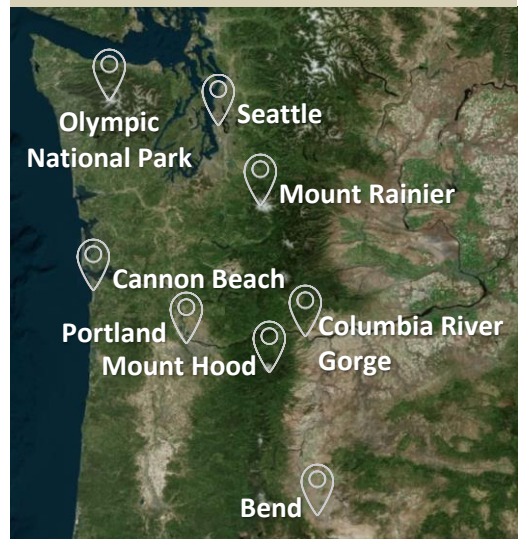 Olympic
National Park
Seattle
Mount Rainier
Cannon Beach
Portland
Columbia River
Gorge
Mount Hood
Bend